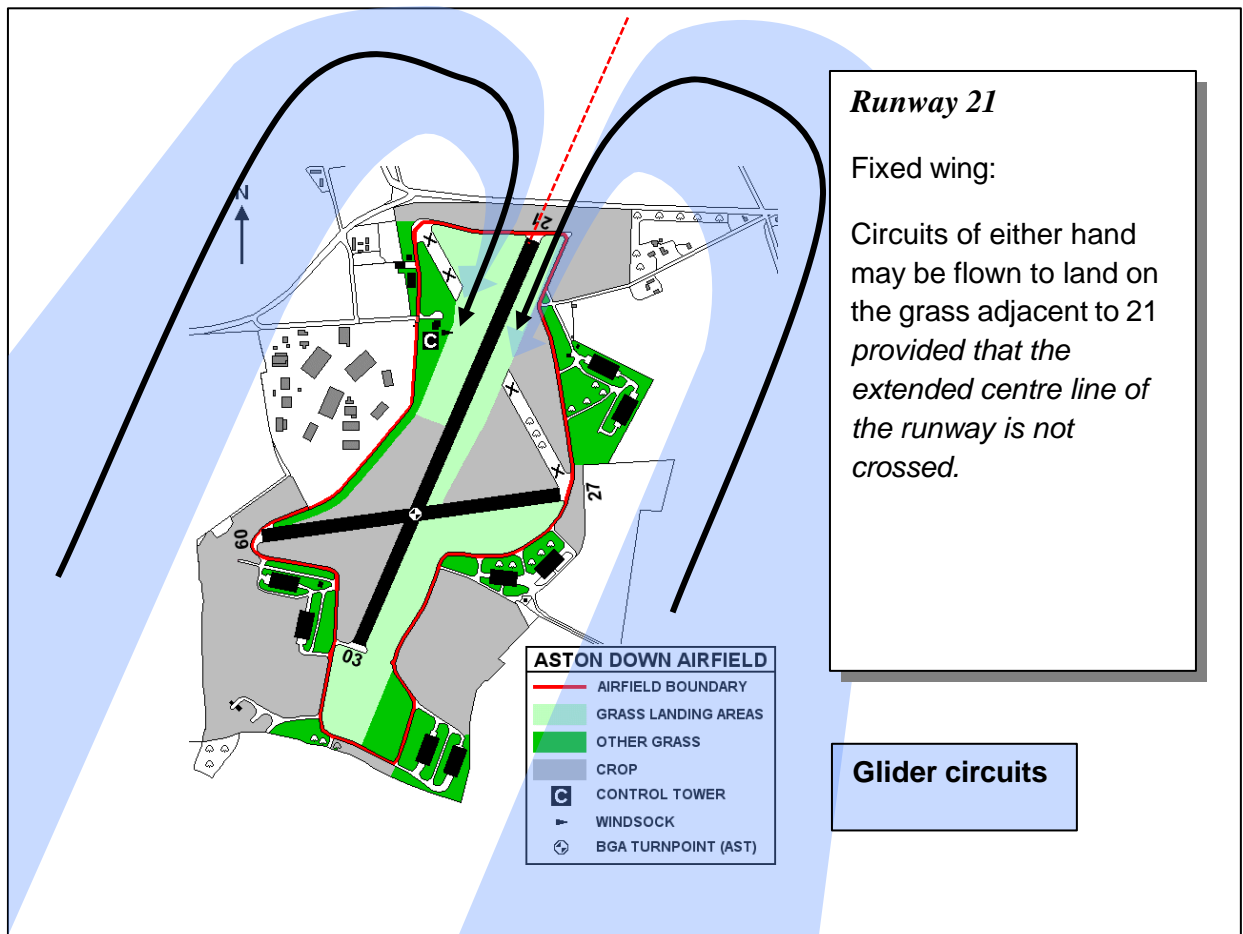 Runway 21
Fixed wing:
Circuits of either hand
may be flown to land on
the grass adjacent to 21
provided that the
extended centre line of
the runway is not
crossed.
N
21
C
27
09
03
ASTON DOWN AIRFIELD
AIRFIELD BOUNDARY
GRASS LANDING AREAS
OTHER GRASS
CROP
C CONTROL TOWER
WINDSOCK
BGA TURNPOINT (AST)
Glider circuits